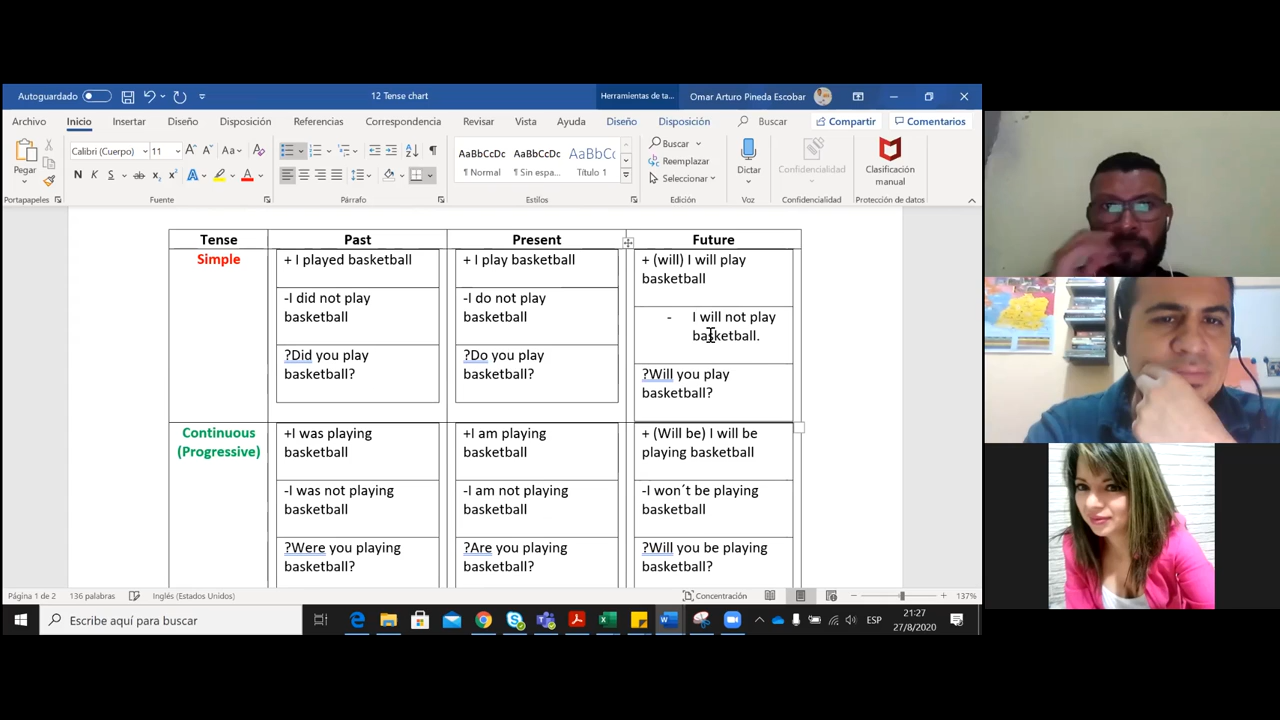 Autoguardado
12 Tense chart
Herramientas de ta...
Omar Arturo Pineda Escobar
Archivo Inicio Insertar Diseño Disposición Referencias Correspondencia Revisar Vista Ayuda Diseño Disposición Buscar Compartir Comentarios
Pegar
Calibri (Cuerpo) 11
A A Aa A
N K S ab x₂ x² A A
AaBbCcDc AaBbCcDc AaBbCc
¶ Normal ¶ Sin espa... Título 1
Buscar
Reemplazar
Seleccionar
Dictar
Confidencialidad
Clasificación
manual
Portapapeles Fuente Párrafo Estilos Edición Voz Confidencialidad Protección de datos
Tense Past Present Future
Simple
+ I played basketball
-I did not play
basketball
?Did you play
basketball?
+ I play basketball
-I do not play
basketball
?Do you play
basketball?
+ (will) I will play
basketball
- I will not play
basketball.
?Will you play
basketball?
Continuous
(Progressive)
+I was playing
basketball
-I was not playing
basketball
?Were you playing
basketball?
+I am playing
basketball
-I am not playing
basketball
?Are you playing
basketball?
+ (Will be) I will be
playing basketball
-I won´t be playing
basketball
?Will you be playing
basketball?
Página 1 de 2 136 palabras Inglés (Estados Unidos) Concentración 137%
Escribe aquí para buscar
ESP
21:27
27/8/2020